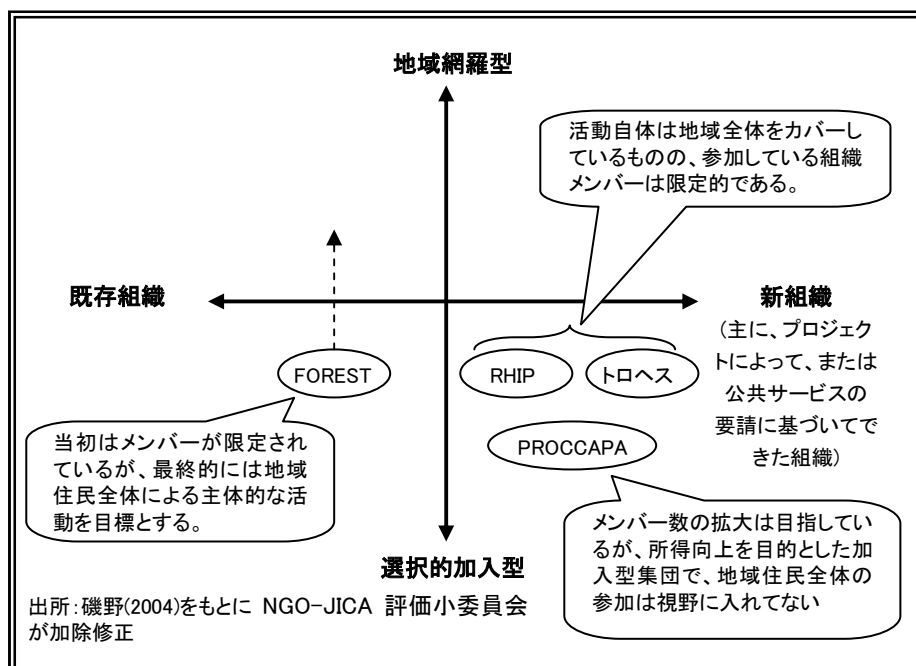 地域網羅型
活動自体は地域全体をカバーし
ているものの、参加している組織
メンバーは限定的である。
既存組織
新組織
(主に、プロジェク
トによって、または
公共サービスの
要請に基づいてで
きた組織)
FOREST
RHIP
トロヘス
PROCCAPA
当初はメンバーが限定され
ているが、最終的には地域
住民全体による主体的な活
動を目標とする。
メンバー数の拡大は目指してい
るが、所得向上を目的とした加
入型集団で、地域住民全体の
参加は視野に入れてない
選択的加入型
出所:磯野(2004)をもとに NGO-JICA 評価小委員会
が加除修正